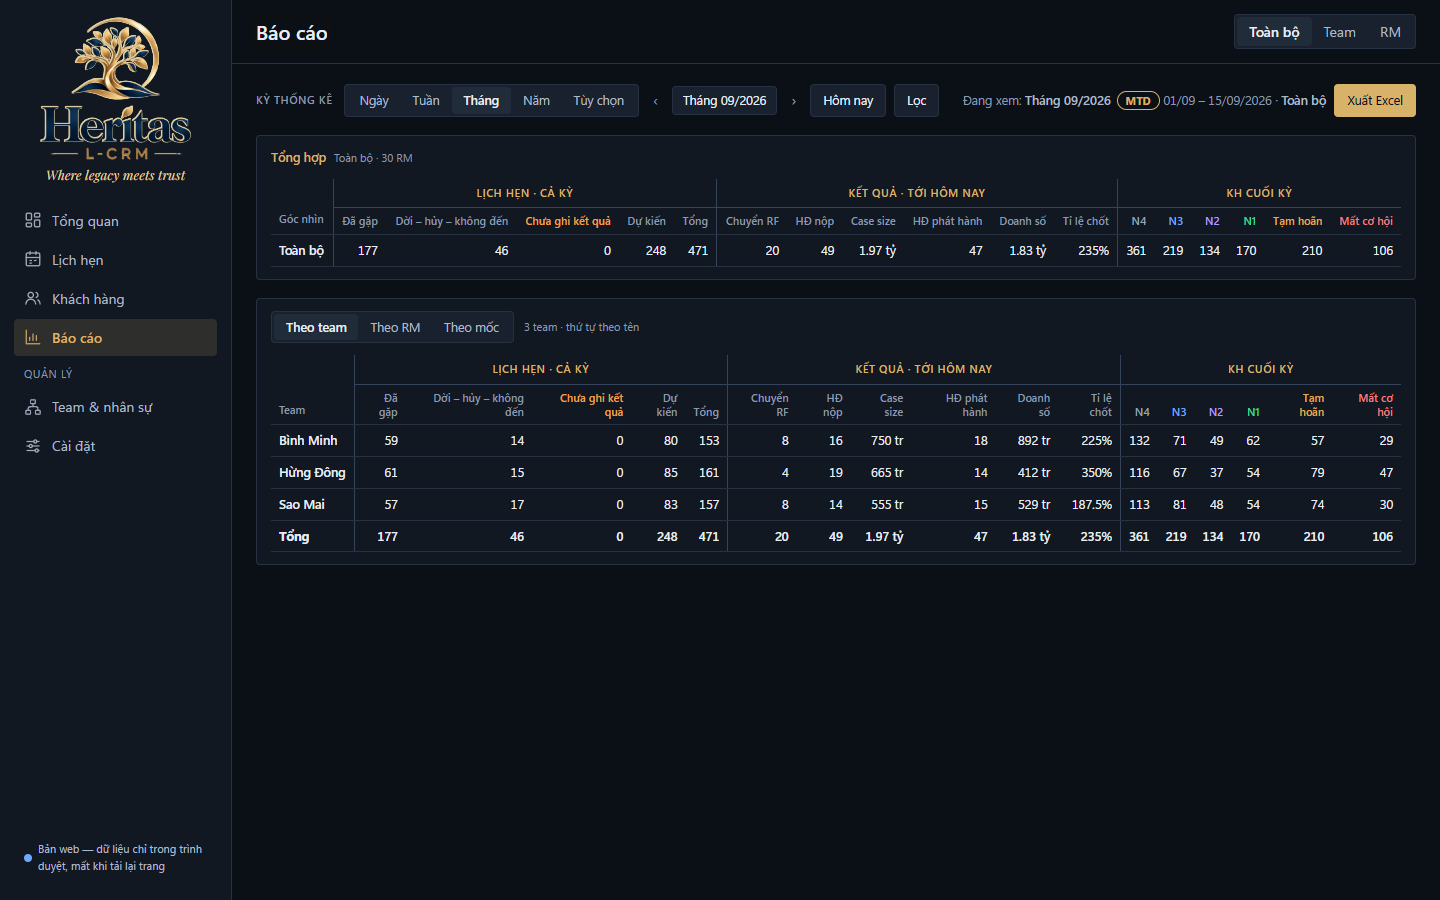 Heritas
L-CRM
Where legacy meets trust
Tổng quan
Lịch hẹn
Khách hàng
Báo cáo
QUẢN LÝ
Team & nhân sự
Cài đặt
Bản web — dữ liệu chỉ trong trình
duyệt, mất khi tải lại trang
Báo cáo
Toàn bộ Team RM
KỲ THỐNG KÊ Ngày Tuần Tháng Năm Tùy chọn ‹ Tháng 09/2026 › Hôm nay Lọc Đang xem: Tháng 09/2026 MTD 01/09 – 15/09/2026 · Toàn bộ Xuất Excel
Tổng hợp Toàn bộ · 30 RM
LỊCH HẸN · CẢ KỲ KẾT QUẢ · TỚI HÔM NAY KH CUỐI KỲ
Góc nhìn Đã gặp Dời – hủy – không đến Chưa ghi kết quả Dự kiến Tổng Chuyển RF HĐ nộp Case size HĐ phát hành Doanh số Tỉ lệ chốt N4 N3 N2 N1 Tạm hoãn Mất cơ hội
Toàn bộ 177 46 0 248 471 20 49 1.97 tỷ 47 1.83 tỷ 235% 361 219 134 170 210 106
Theo team Theo RM Theo mốc 3 team · thứ tự theo tên
LỊCH HẸN · CẢ KỲ KẾT QUẢ · TỚI HÔM NAY KH CUỐI KỲ
Team Đã gặp Dời – hủy – không đến Chưa ghi kết quả Dự kiến Tổng Chuyển RF HĐ nộp Case size HĐ phát hành Doanh số Tỉ lệ chốt N4 N3 N2 N1 Tạm hoãn Mất cơ hội
Bình Minh 59 14 0 80 153 8 16 750 tr 18 892 tr 225% 132 71 49 62 57 29
Hừng Đông 61 15 0 85 161 4 19 665 tr 14 412 tr 350% 116 67 37 54 79 47
Sao Mai 57 17 0 83 157 8 14 555 tr 15 529 tr 187.5% 113 81 48 54 74 30
Tổng 177 46 0 248 471 20 49 1.97 tỷ 47 1.83 tỷ 235% 361 219 134 170 210 106